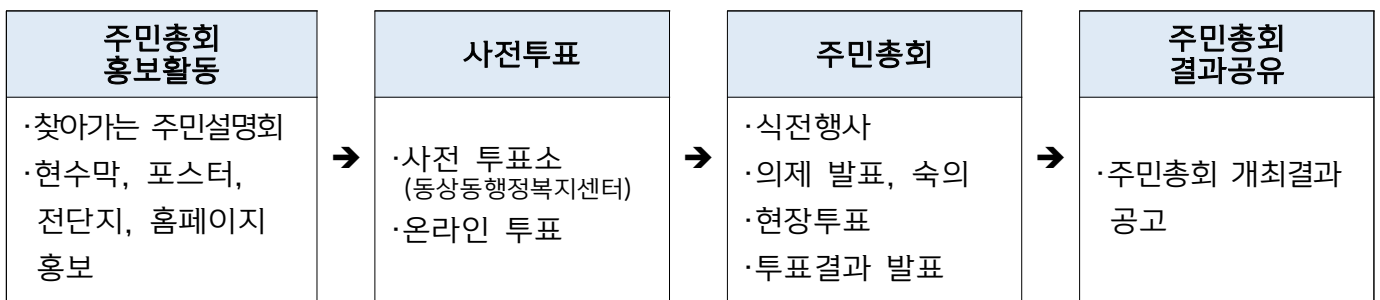 주민총회
홍보활동
·찾아가는 주민설명회
·현수막, 포스터,
전단지, 홈페이지
홍보
➔
사전투표
·사전 투표소
(동상동행정복지센터)
·온라인 투표
➔
주민총회
·식전행사
·의제 발표, 숙의
·현장투표
·투표결과 발표
➔
주민총회
결과공유
·주민총회 개최결과
공고